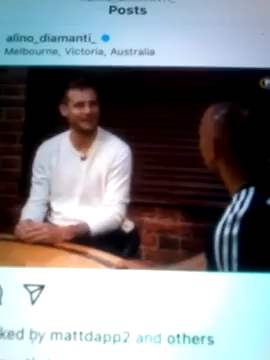 Posts
alino_diamanti_
Melbourne, Victoria, Australia
ked by mattdapp2 and others